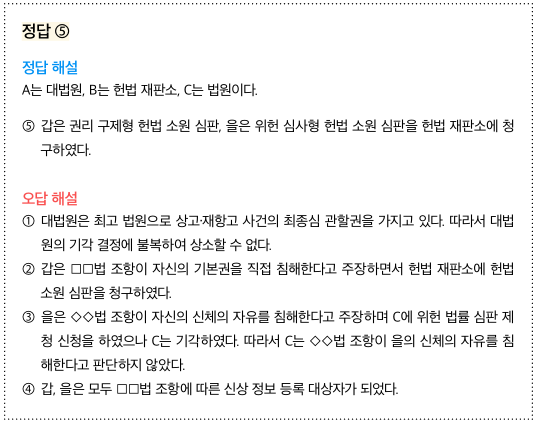 정답 ⑤
정답 해설
A는 대법원, B는 헌법 재판소, C는 법원이다.
⑤ 갑은 권리 구제형 헌법 소원 심판, 을은 위헌 심사형 헌법 소원 심판을 헌법 재판소에 청
구하였다.
오답 해설
① 대법원은 최고 법원으로 상고·재항고 사건의 최종심 관할권을 가지고 있다. 따라서 대법
원의 기각 결정에 불복하여 상소할 수 없다.
② 갑은 □□법 조항이 자신의 기본권을 직접 침해한다고 주장하면서 헌법 재판소에 헌법
소원 심판을 청구하였다.
③ 을은 ◇◇법 조항이 자신의 신체의 자유를 침해한다고 주장하며 C에 위헌 법률 심판 제
청 신청을 하였으나 C는 기각하였다. 따라서 C는 ◇◇법 조항이 을의 신체의 자유를 침
해한다고 판단하지 않았다.
④ 갑, 을은 모두 □□법 조항에 따른 신상 정보 등록 대상자가 되었다.